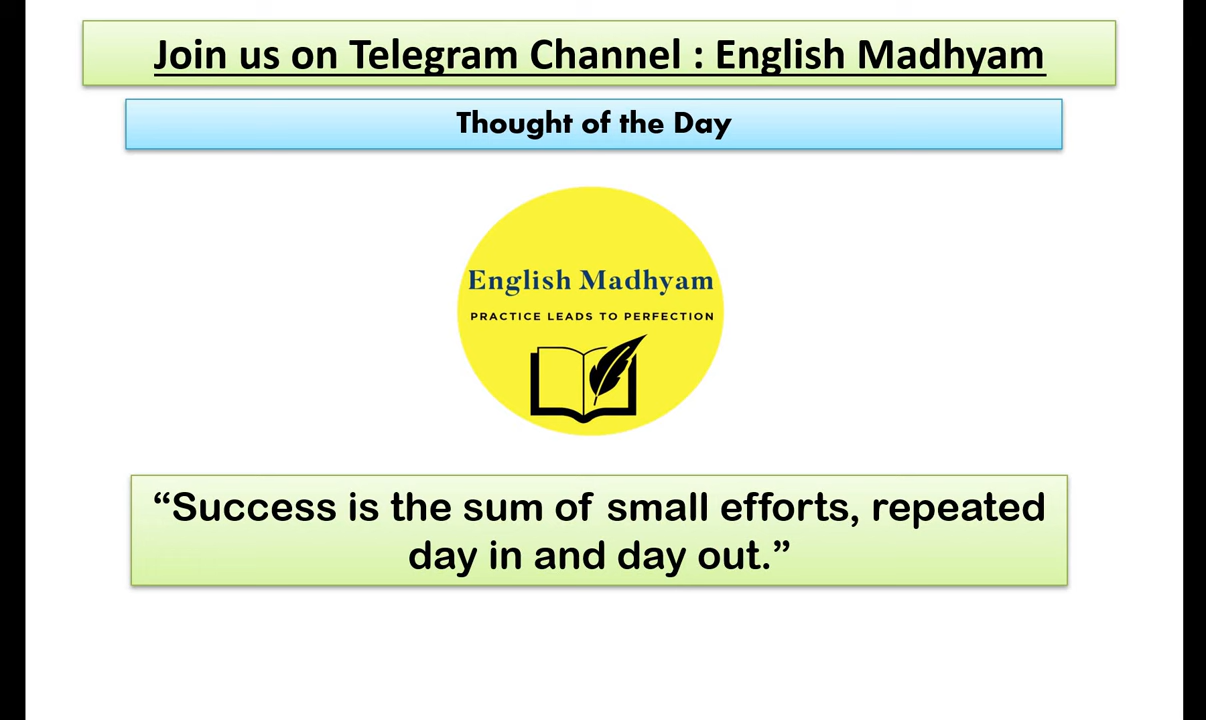 Join us on Telegram Channel : English Madhyam
Thought of the Day
English Madhyam
PRACTICE LEADS TO PERFECTION
“Success is the sum of small efforts, repeated
day in and day out.”